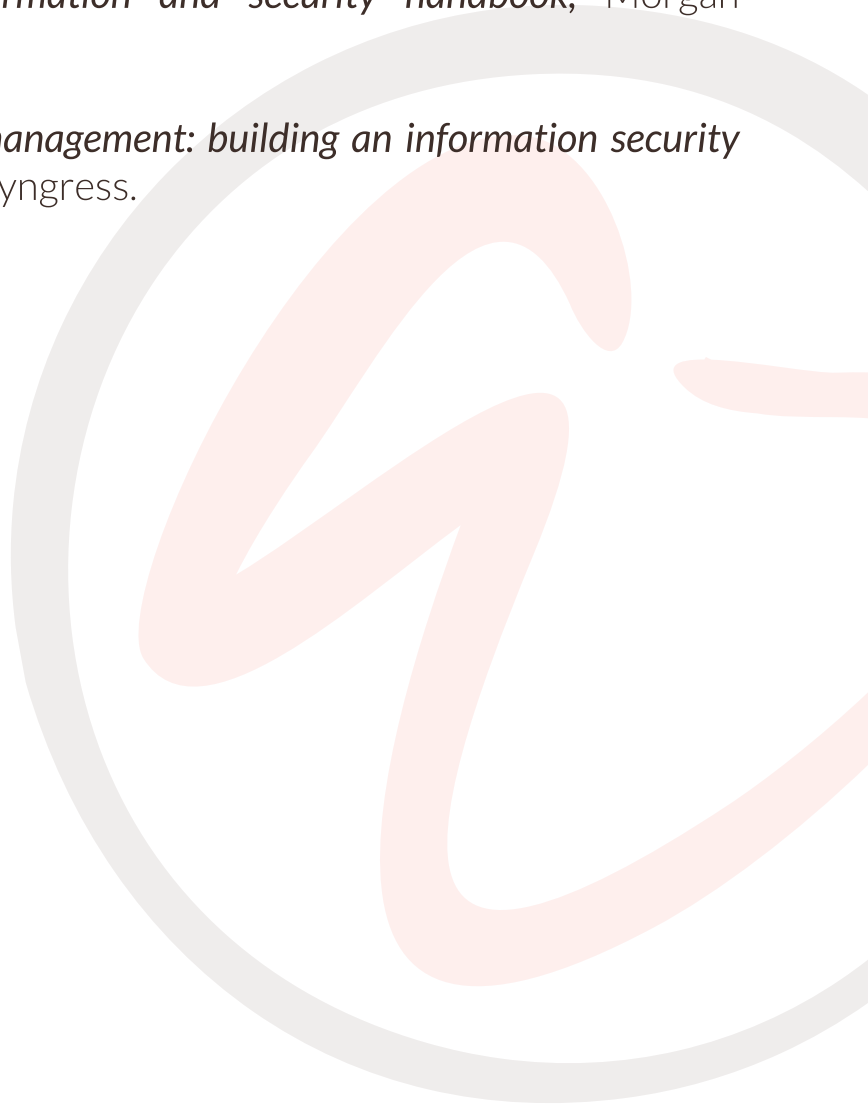 rmation and security handbook, Morgan
anagement: building an information security
yngress.